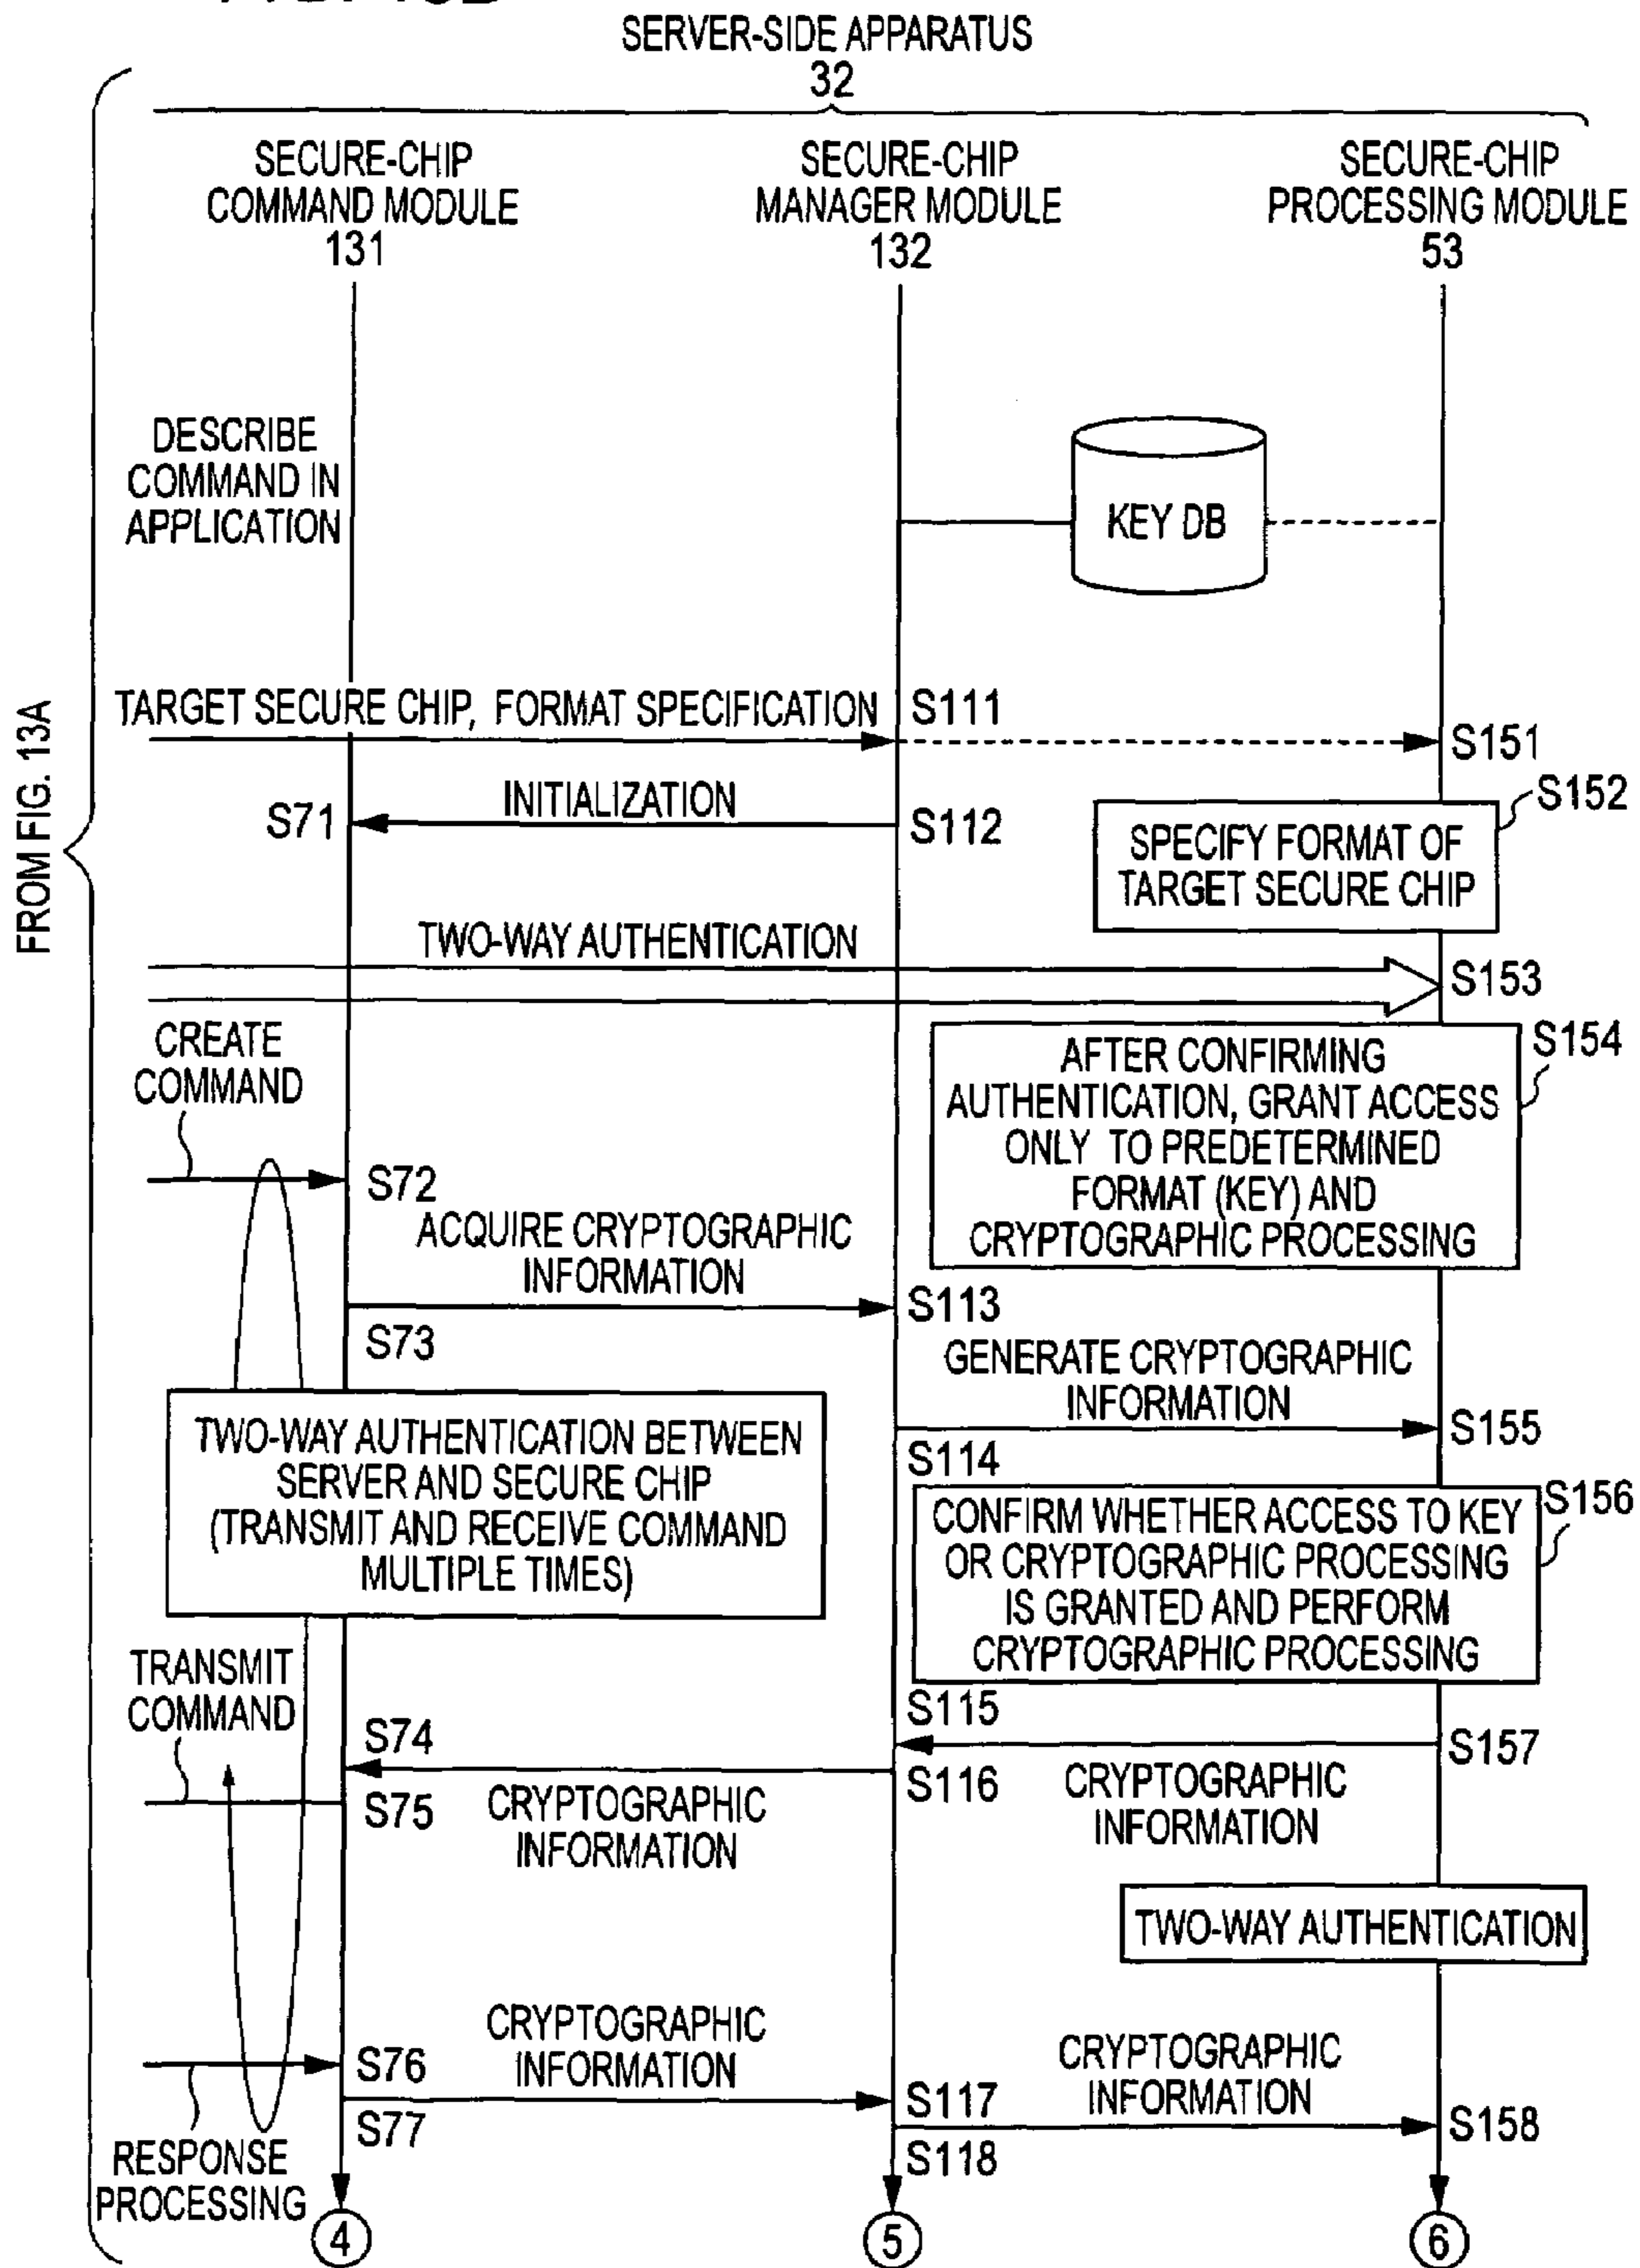 SERVER-SIDE APPARATUS
32
SECURE-CHIP
COMMAND MODULE
131
SECURE-CHIP
MANAGER MODULE
132
SECURE-CHIP
PROCESSING MODULE
53
FROM FIG. 13A
DESCRIBE
COMMAND IN
APPLICATION
KEY DB
TARGET SECURE CHIP, FORMAT SPECIFICATION
S111
S151
S71
INITIALIZATION
S112
S152
SPECIFY FORMAT OF
TARGET SECURE CHIP
TWO-WAY AUTHENTICATION
S153
CREATE
COMMAND
S154
AFTER CONFIRMING
AUTHENTICATION, GRANT ACCESS
ONLY TO PREDETERMINED
FORMAT (KEY) AND
CRYPTOGRAPHIC PROCESSING
S72
ACQUIRE CRYPTOGRAPHIC
INFORMATION
S113
S73
GENERATE CRYPTOGRAPHIC
INFORMATION
S155
S114
TWO-WAY AUTHENTICATION BETWEEN
SERVER AND SECURE CHIP
(TRANSMIT AND RECEIVE COMMAND
MULTIPLE TIMES)
S156
CONFIRM WHETHER ACCESS TO KEY
OR CRYPTOGRAPHIC PROCESSING
IS GRANTED AND PERFORM
CRYPTOGRAPHIC PROCESSING
TRANSMIT
COMMAND
S74
S115
S157
S75
CRYPTOGRAPHIC
INFORMATION
S116
CRYPTOGRAPHIC
INFORMATION
TWO-WAY AUTHENTICATION
S76
CRYPTOGRAPHIC
INFORMATION
CRYPTOGRAPHIC
INFORMATION
S77
S117
S158
S118
RESPONSE
PROCESSING
4
5
6